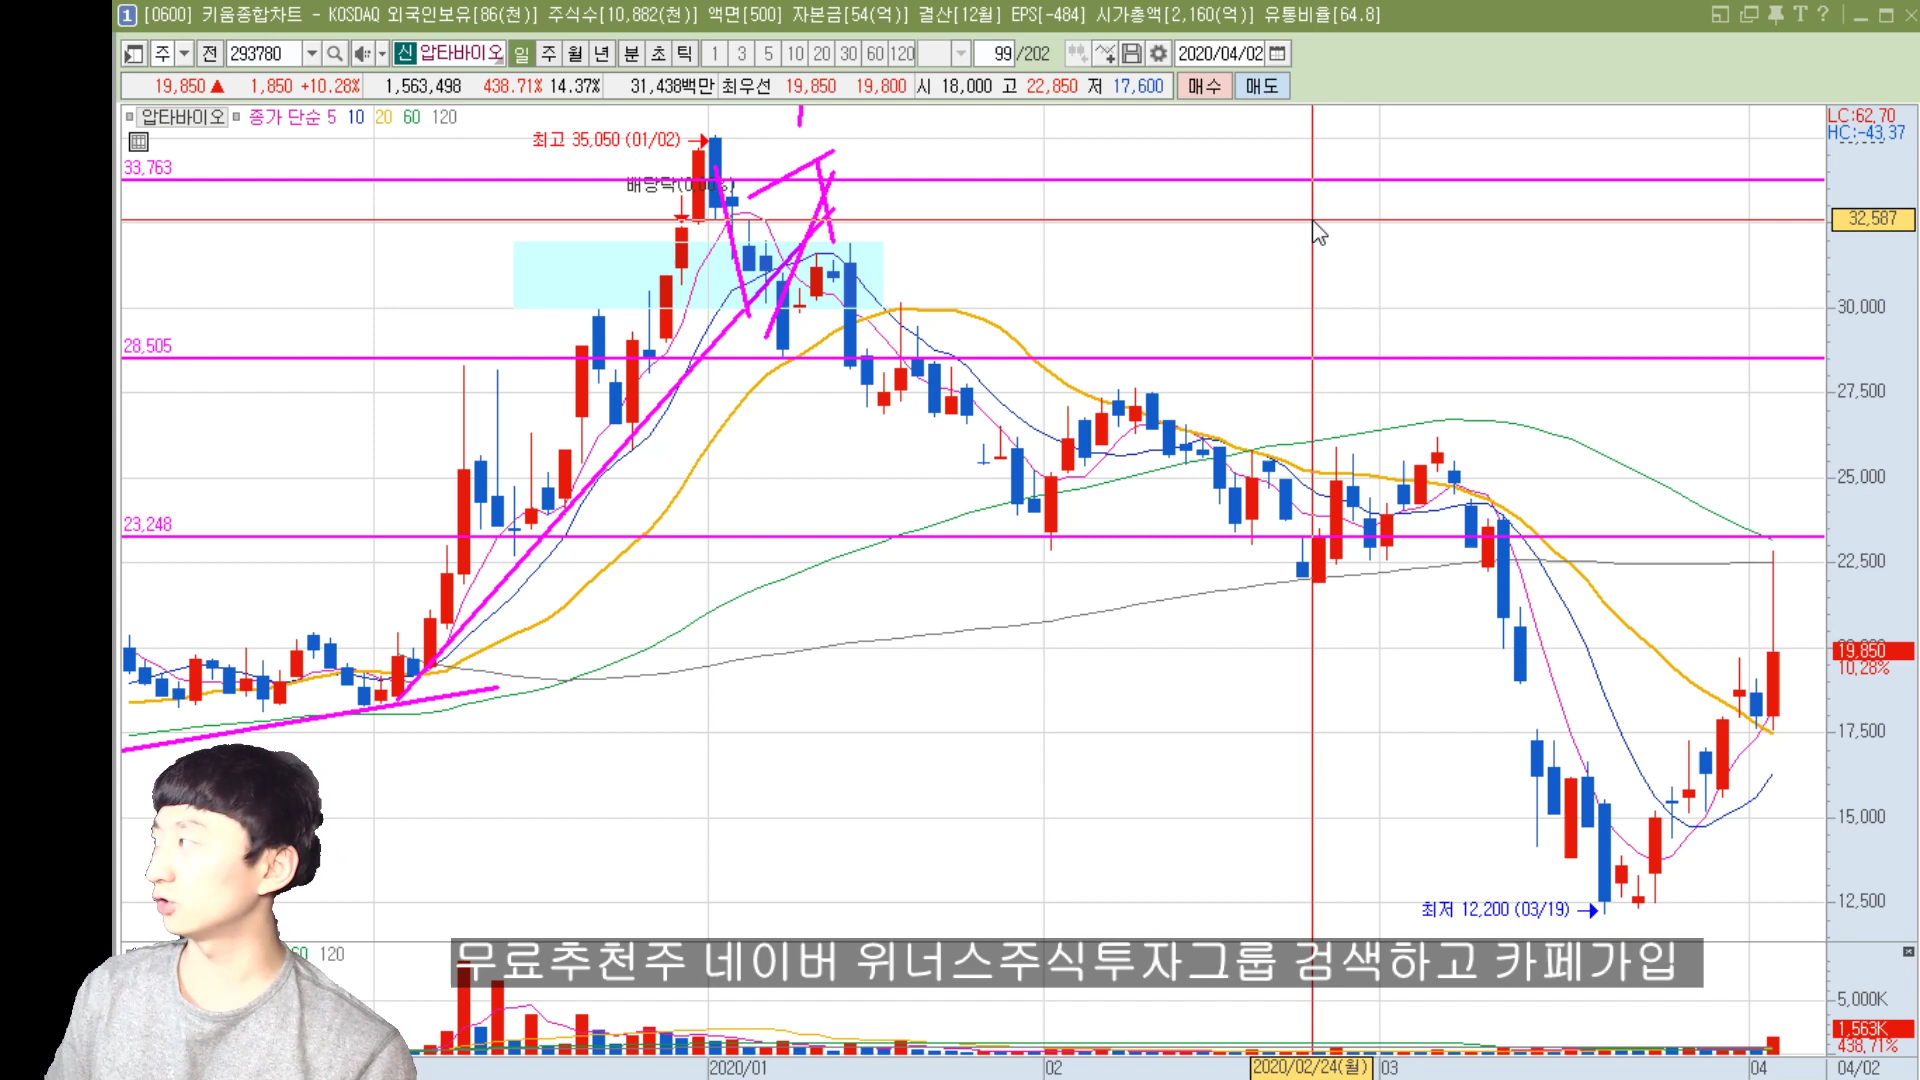 1 [0600] 키움종합차트 - KOSDAQ 외국인보유[86(천)] 주식수[10,882(천)] 액면[500] 자본금[54(억)] 결산[12월] EPS[-484] 시가총액[2,160(억)] 유통비율[64.8] T ?
주 전 293780 신 압타바이오 일 주 월 년 분 초 틱 1 3 5 10 20 30 60 120 99 /202 2020/04/02
19,850 ▲ 1,850 +10.28% 1,563,498 438.71% 14.37% 31,438백만 최우선 19,850 19,800 시 18,000 고 22,850 저 17,600 매수 매도
압타바이오 종가 단순 5 10 20 60 120
LC:62,70
HC:-43,37
최고 35,050 (01/02)
33,763
배당락
32,587
30,000
28,505
27,500
25,000
23,248
22,500
19,850
10,28%
17,500
15,000
최저 12,200 (03/19)
12,500
60 120
무료추천주 네이버 위너스주식투자그룹 검색하고 카페가입
5,000K
1,563K
438,71%
2020/01 02 2020/02/24(월) 03 04 04/02